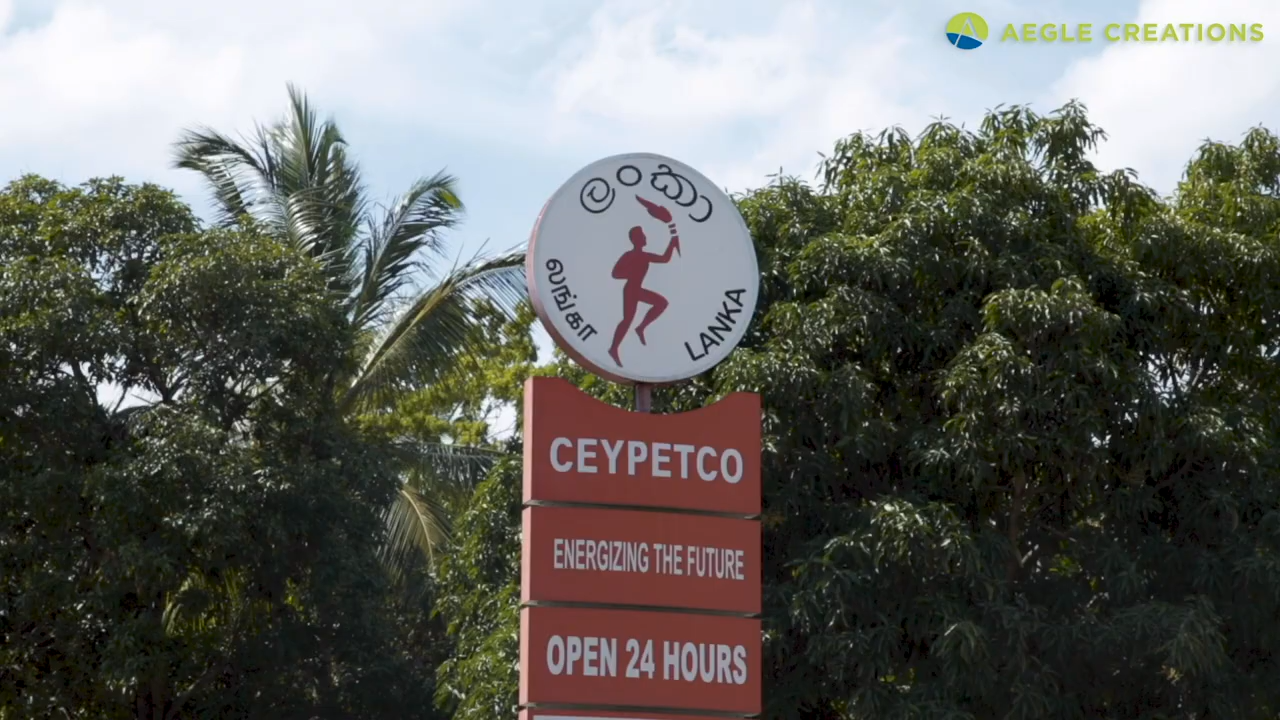 AEGLE CREATIONS
ලංකා
லங்கா
LANKA
CEYPETCO
ENERGIZING THE FUTURE
OPEN 24 HOURS